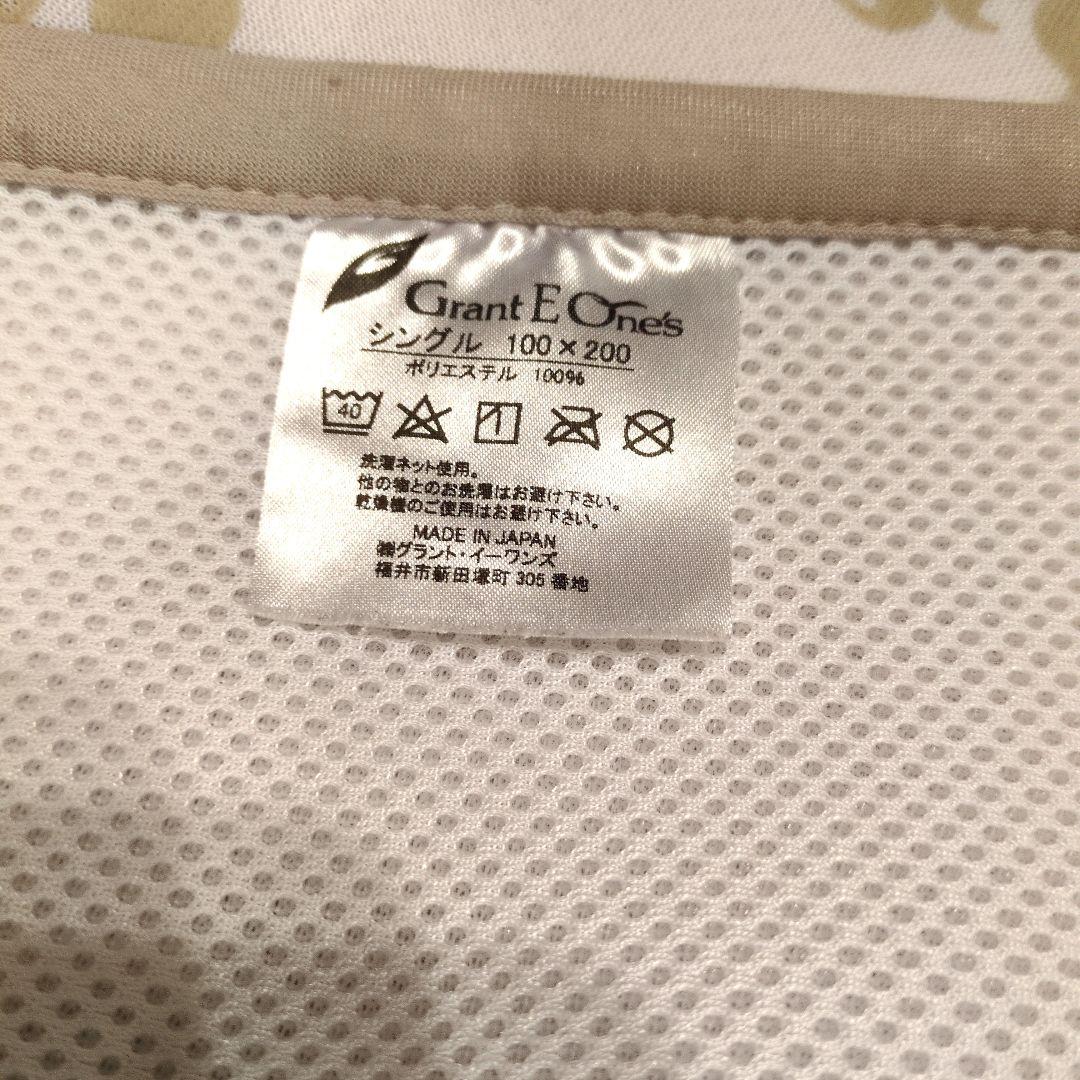 Grant E One's
シングル 100×200
ポリエステル 100%
40
洗濯ネット使用。
他の物とのお洗濯はお避け下さい。
乾燥機のご使用はお避け下さい。
MADE IN JAPAN
㈱グラント・イーワンズ
福井市新田塚町 305 番地